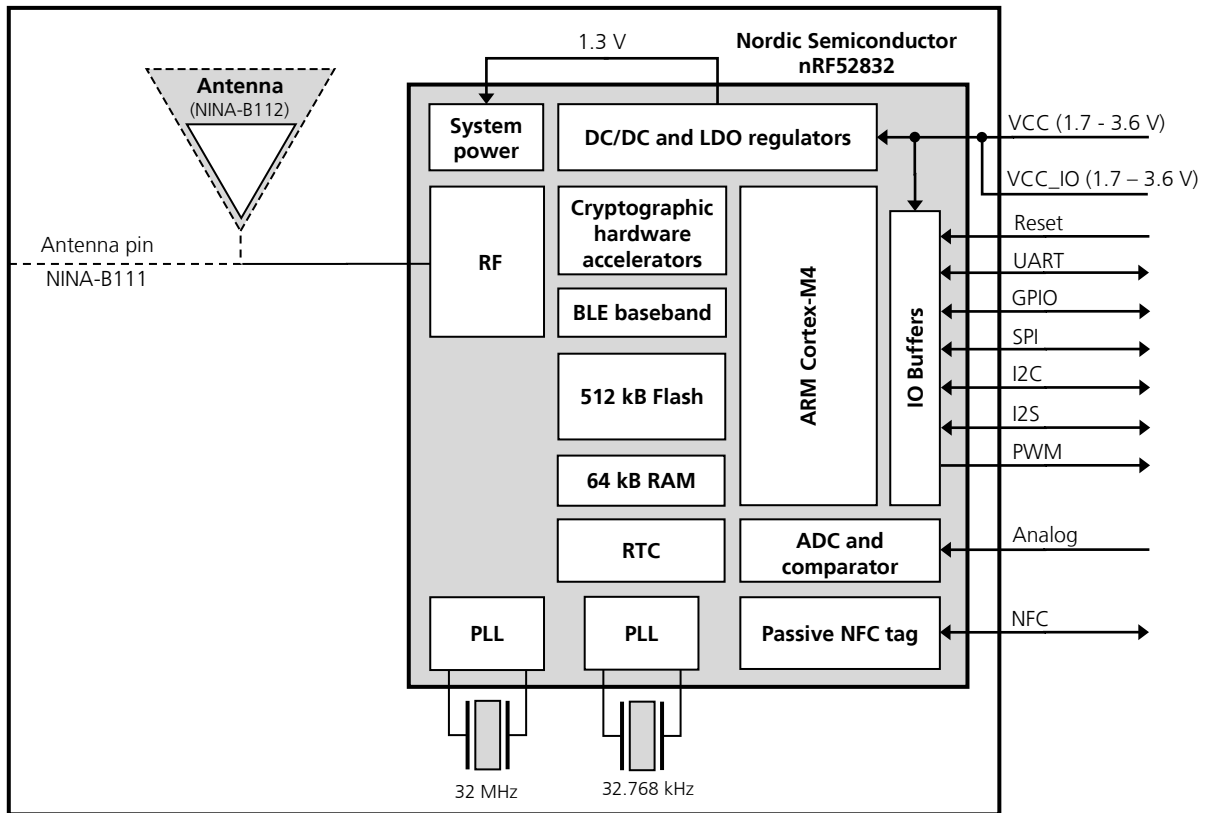 1.3 V
Nordic Semiconductor
nRF52832
Antenna
(NINA-B112)
System
power
DC/DC and LDO regulators
VCC (1.7 - 3.6 V)
VCC_IO (1.7 – 3.6 V)
Antenna pin
NINA-B111
RF
Cryptographic
hardware
accelerators
BLE baseband
512 kB Flash
64 kB RAM
RTC
ARM Cortex-M4
IO Buffers
Reset
UART
GPIO
SPI
I2C
I2S
PWM
ADC and
comparator
Analog
PLL
PLL
Passive NFC tag
NFC
32 MHz
32.768 kHz